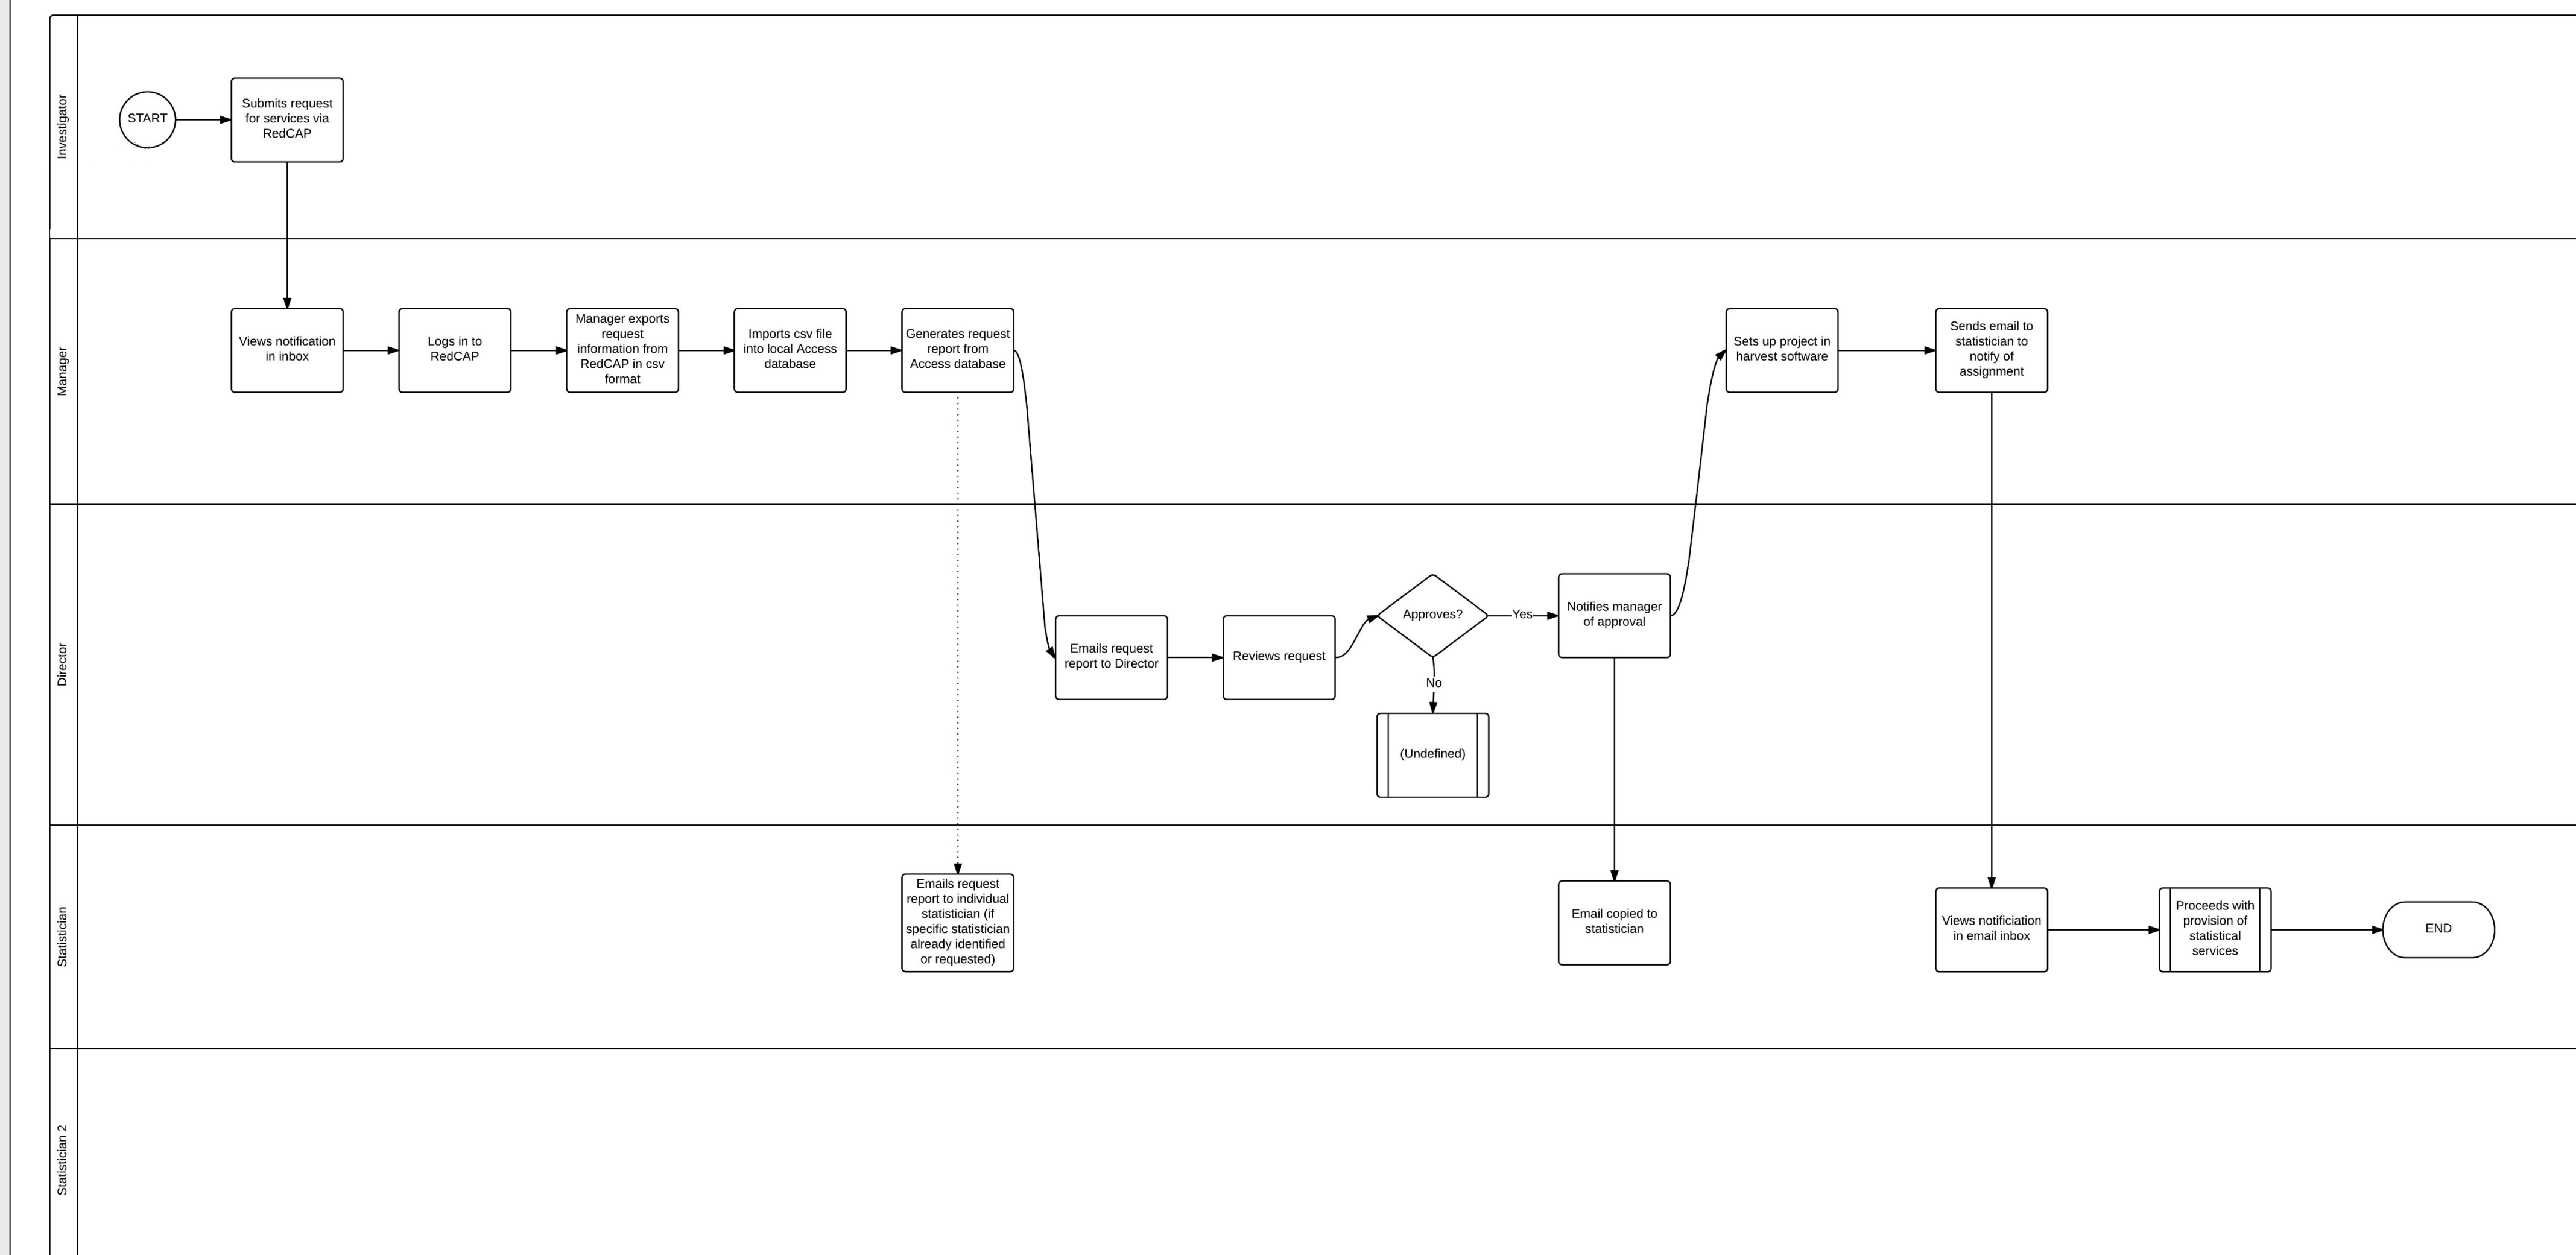 Investigator
START
Submits request
for services via
RedCAP
Manager
Views notification
in inbox
Logs in to
RedCAP
Manager exports
request
information from
RedCAP in csv
format
Imports csv file
into local Access
database
Generates request
report from
Access database
Sets up project in
harvest software
Sends email to
statistician to
notify of
assignment
Director
Emails request
report to Director
Reviews request
Approves?
Yes
Notifies manager
of approval
No
(Undefined)
Statistician
Emails request
report to individual
statistician (if
specific statistician
already identified
or requested)
Email copied to
statistician
Views notificiation
in email inbox
Proceeds with
provision of
statistical
services
END
Statistician 2